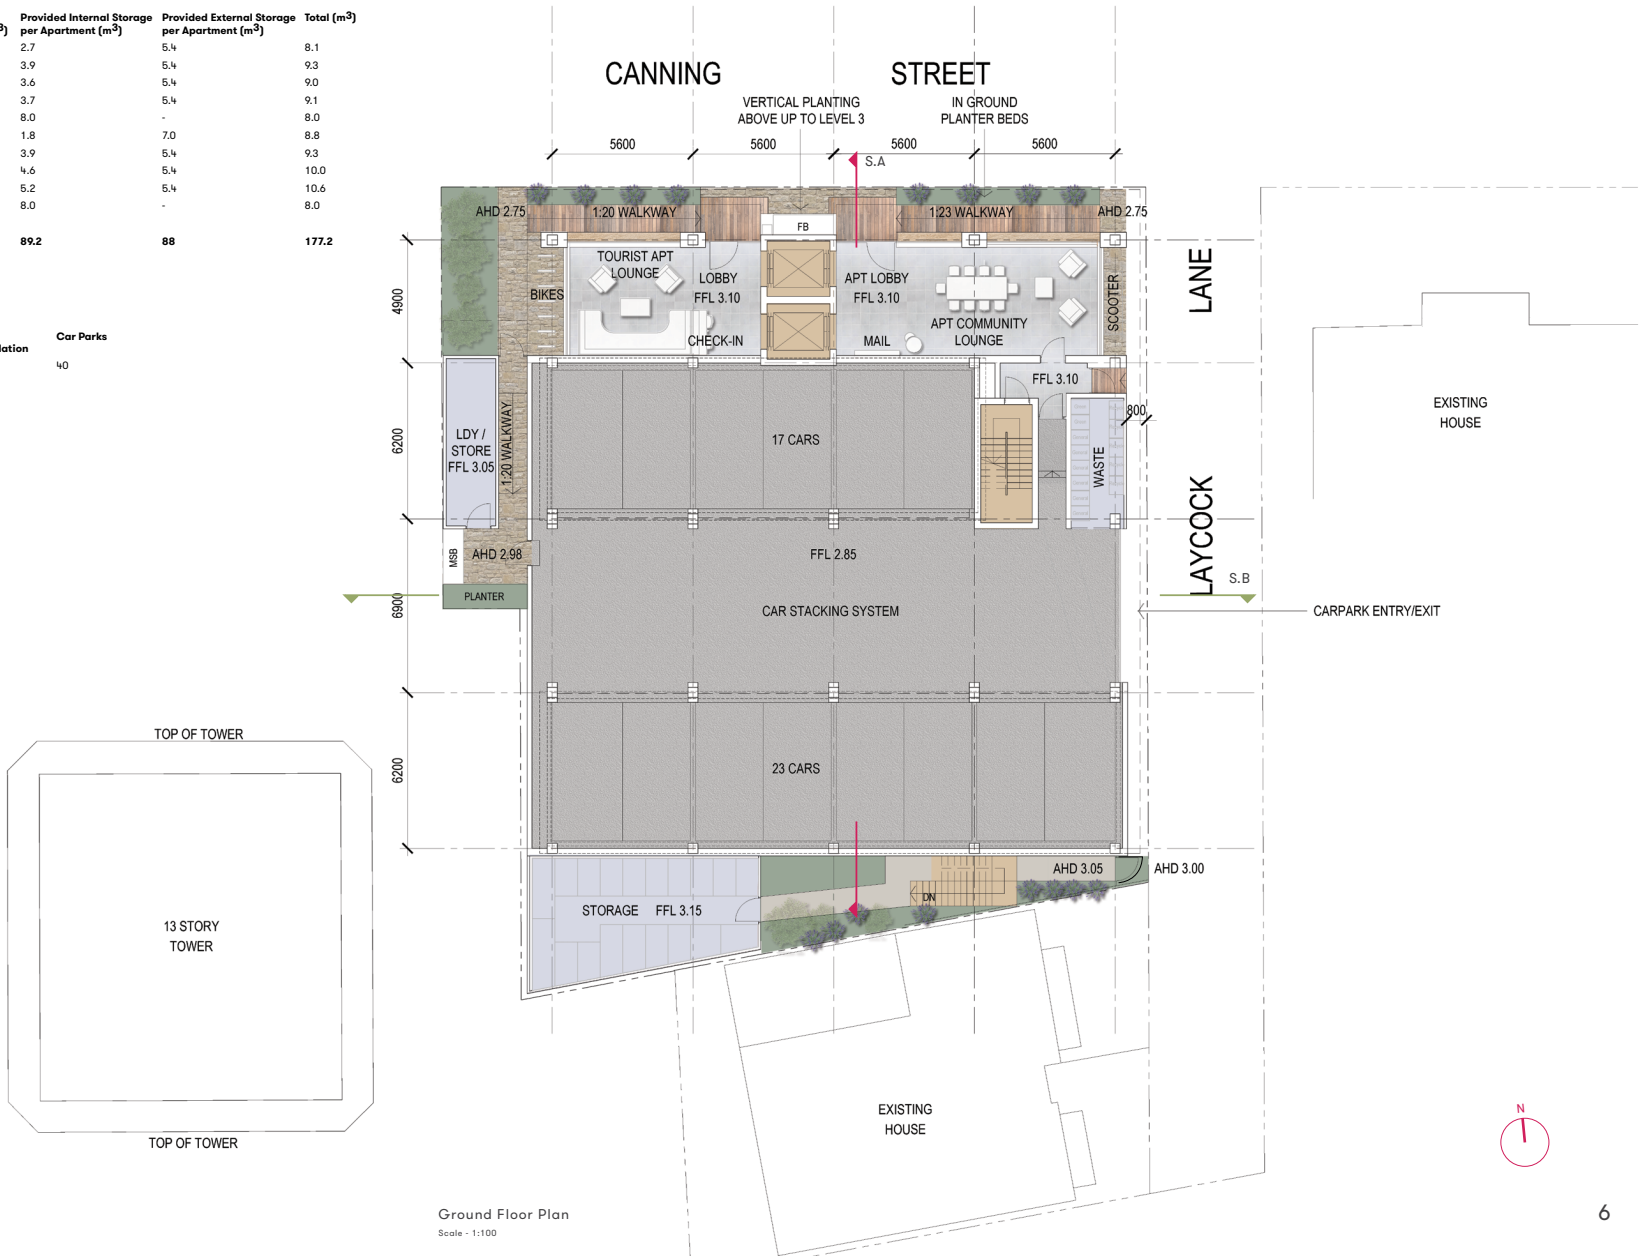 Provided Internal Storage per Apartment (m³) Provided External Storage per Apartment (m³) Total (m³)
2.7 5.4 8.1
3.9 5.4 9.3
3.6 5.4 9.0
3.7 5.4 9.1
8.0 - 8.0
1.8 7.0 8.8
3.9 5.4 9.3
4.6 5.4 10.0
5.2 5.4 10.6
8.0 - 8.0
89.2 88 177.2
Car Parks
40
CANNING STREET
VERTICAL PLANTING
ABOVE UP TO LEVEL 3
IN GROUND
PLANTER BEDS
5600 5600 5600 5600
S.A
AHD 2.75
1:20 WALKWAY
FB
1:23 WALKWAY
AHD 2.75
4900
BIKES
TOURIST APT
LOUNGE
LOBBY
FFL 3.10
CHECK-IN
APT LOBBY
FFL 3.10
MAIL
APT COMMUNITY
LOUNGE
SCOOTER
LAYCOCK LANE
6200
LDY /
STORE
FFL 3.05
1:20 WALKWAY
17 CARS
FFL 3.10
800
WASTE
EXISTING
HOUSE
MSB
AHD 2.98
FFL 2.85
PLANTER
6900
CAR STACKING SYSTEM
S.B
CARPARK ENTRY/EXIT
6200
23 CARS
TOP OF TOWER
13 STORY
TOWER
TOP OF TOWER
STORAGE FFL 3.15
DN
AHD 3.05
AHD 3.00
EXISTING
HOUSE
N
Ground Floor Plan
Scale - 1:100
6